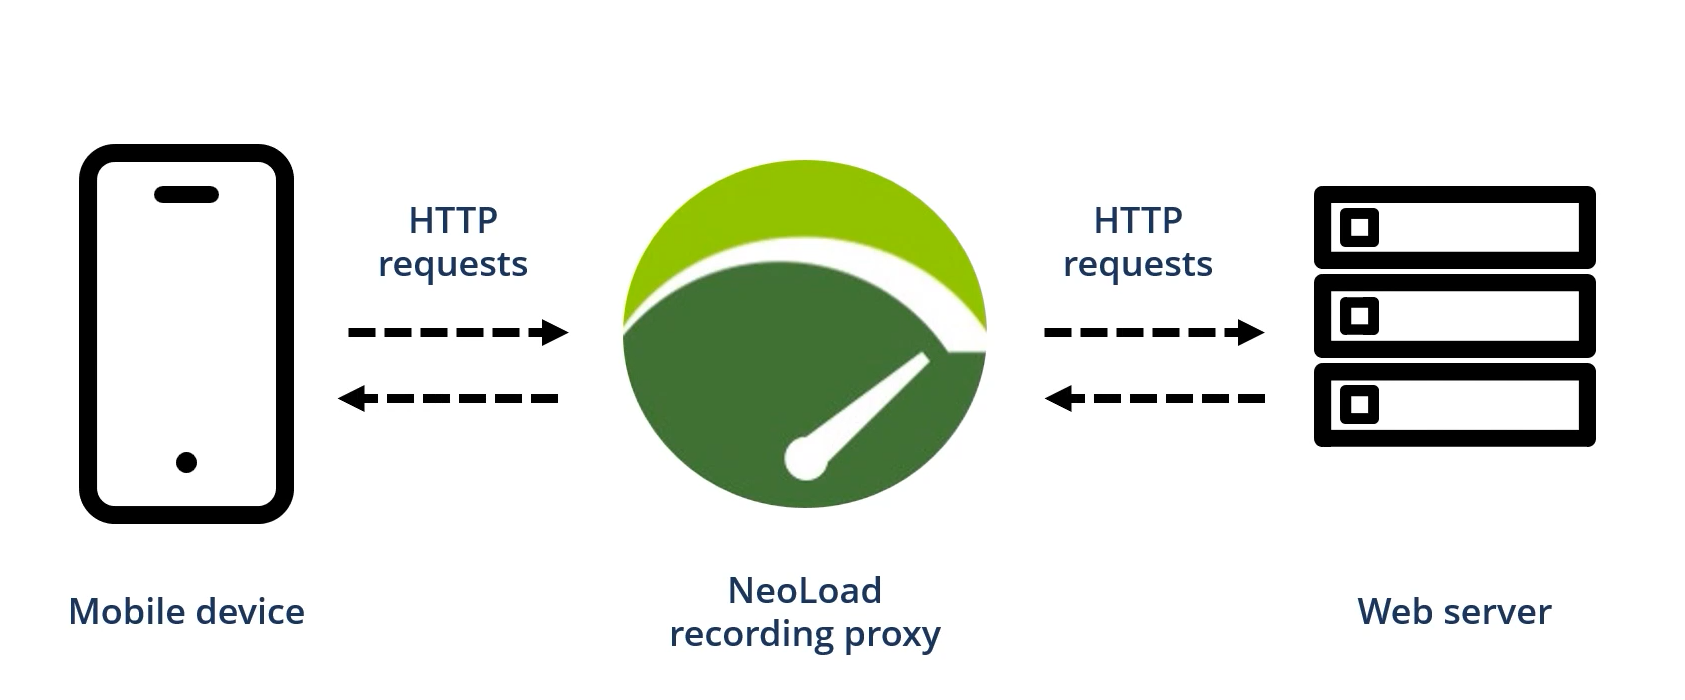 HTTP
requests
HTTP
requests
Mobile device
NeoLoad
recording proxy
Web server